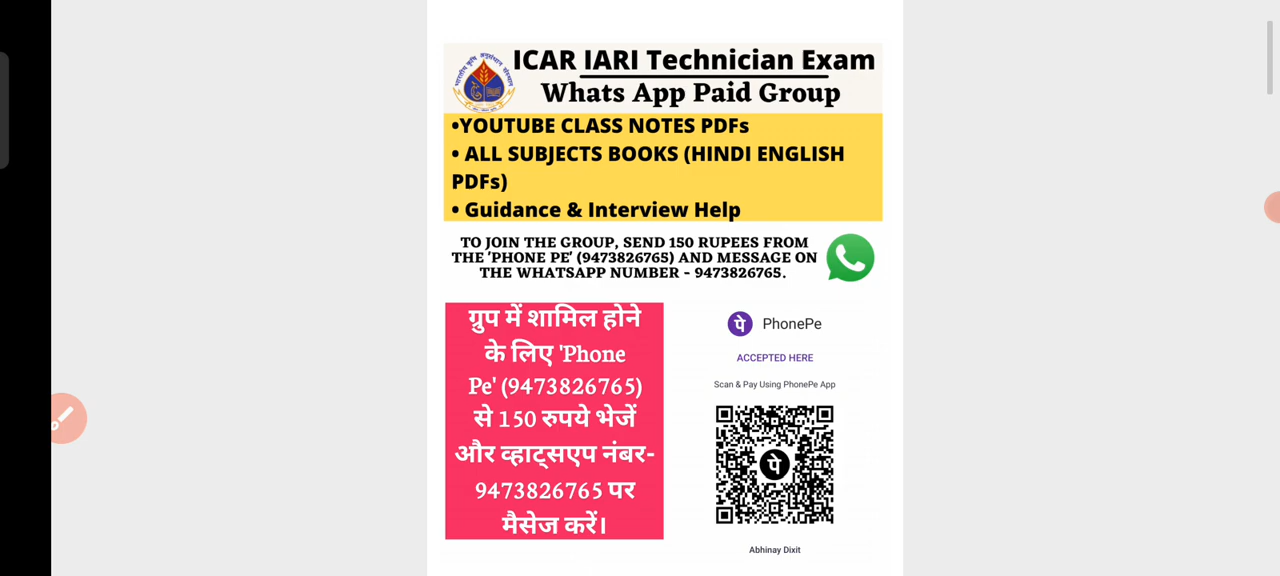 ICAR IARI Technician Exam
Whats App Paid Group
•YOUTUBE CLASS NOTES PDFs
• ALL SUBJECTS BOOKS (HINDI ENGLISH
PDFs)
• Guidance & Interview Help
TO JOIN THE GROUP, SEND 150 RUPEES FROM
THE 'PHONE PE' (9473826765) AND MESSAGE ON
THE WHATSAPP NUMBER - 9473826765.
ग्रुप में शामिल होने
के लिए 'Phone
Pe' (9473826765)
से 150 रुपये भेजें
और व्हाट्सएप नंबर-
9473826765 पर
मैसेज करें।
पे PhonePe
ACCEPTED HERE
Scan & Pay Using PhonePe App
पे
Abhinay Dixit